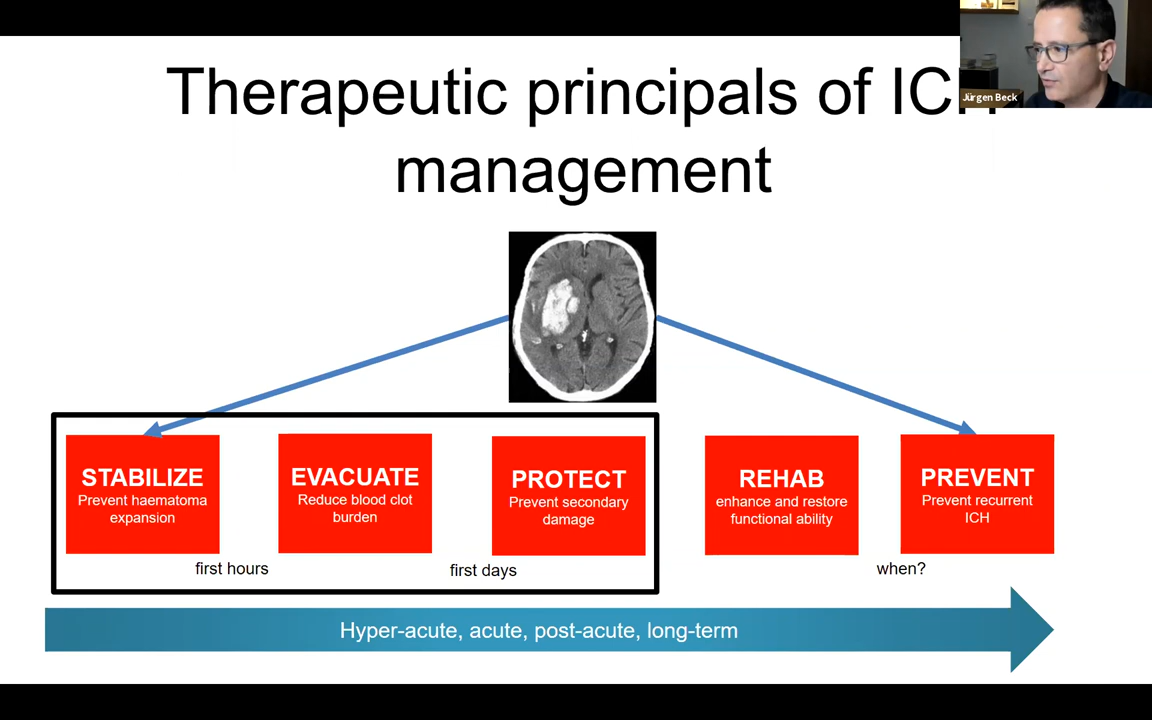 Therapeutic principals of
management
Jürgen Beck
STABILIZE
Prevent haematoma
expansion
EVACUATE
Reduce blood clot
burden
PROTECT
Prevent secondary
damage
REHAB
enhance and restore
functional ability
PREVENT
Prevent recurrent
ICH
first hours
first days
when?
Hyper-acute, acute, post-acute, long-term